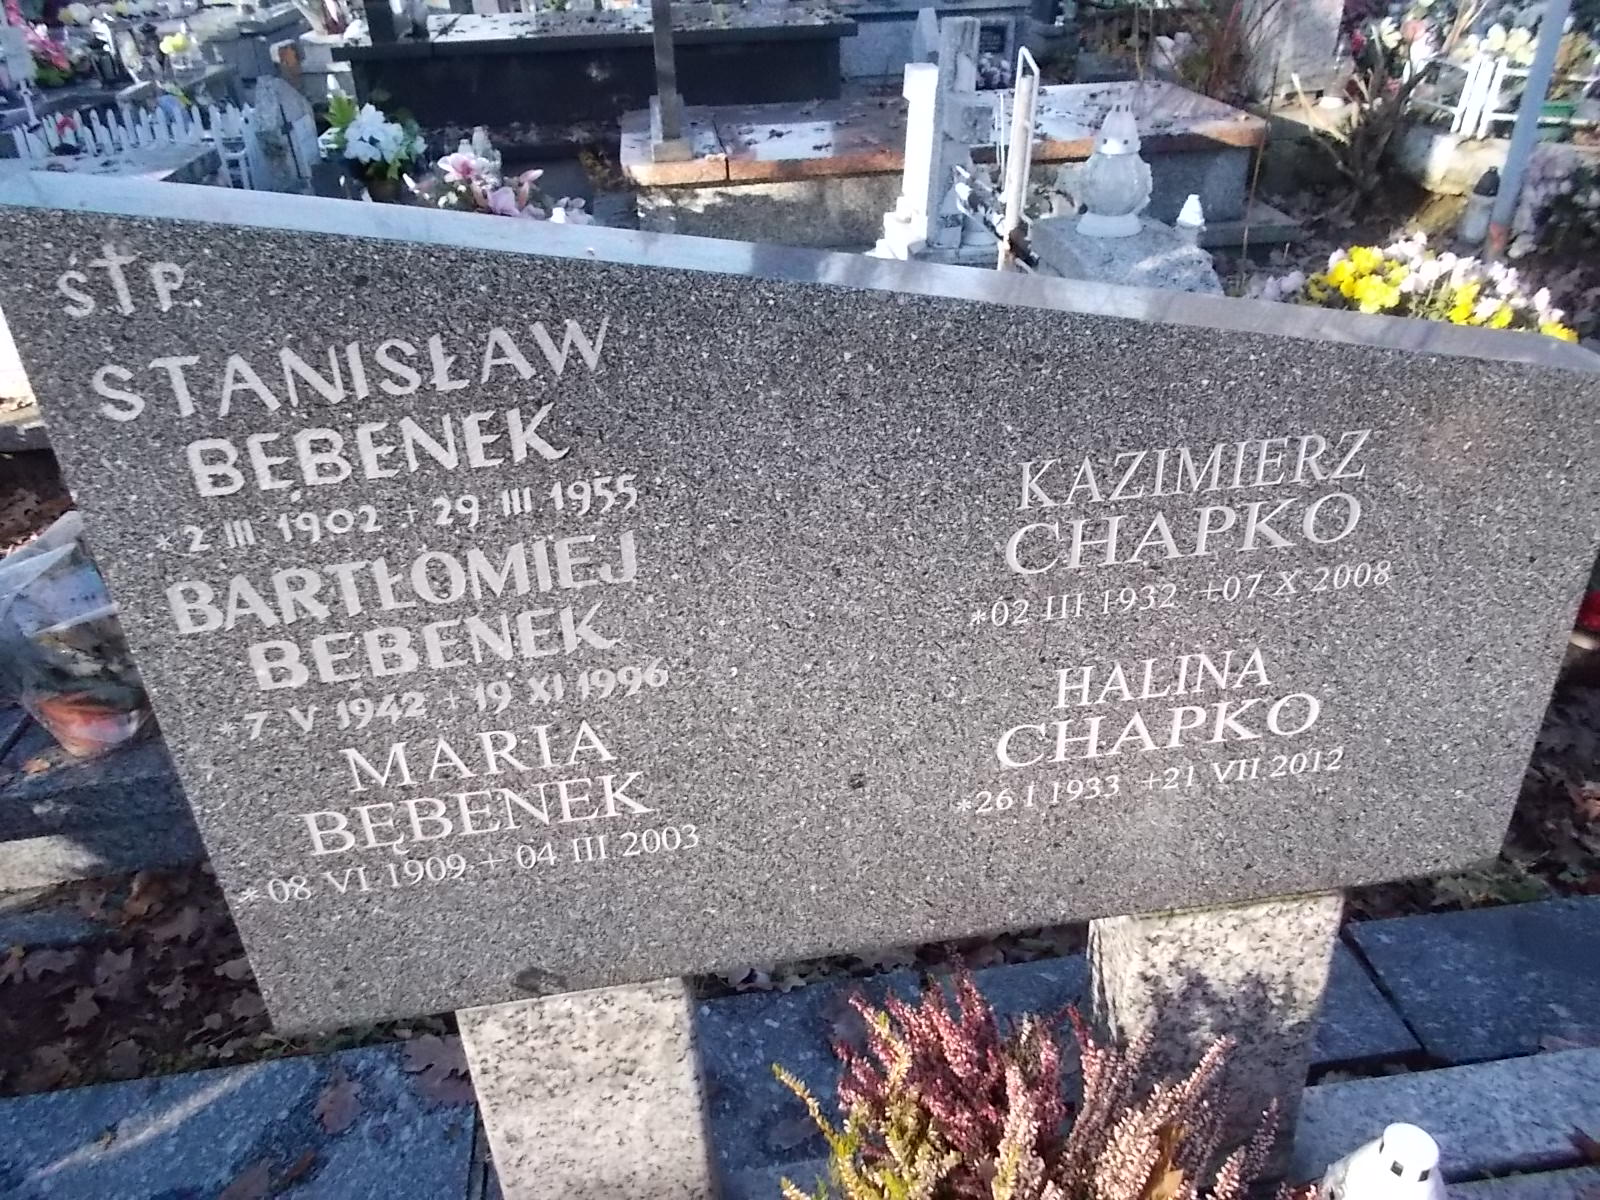 Ś†P
STANISŁAW
BĘBENEK
*2 III 1902 + 29 III 1955
BARTŁOMIEJ
BĘBENEK
*7 V 1942 + 19 XI 1996
MARIA
BĘBENEK
*08 VI 1909 + 04 III 2003
KAZIMIERZ
CHAPKO
*02 III 1932 +07 X 2008
HALINA
CHAPKO
*26 I 1933 +21 VII 2012